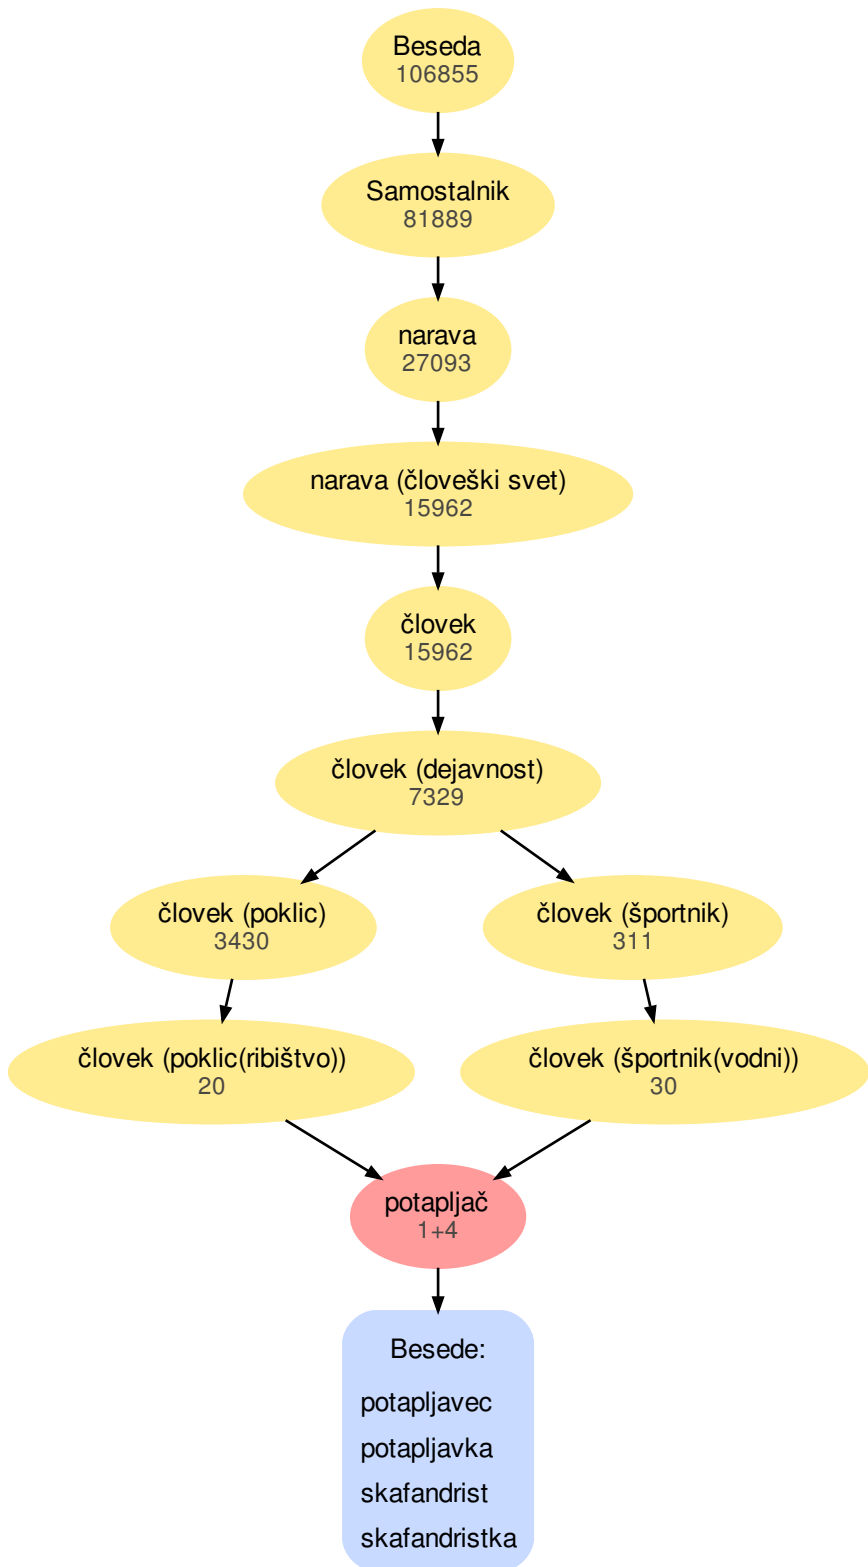 Beseda
106855
Samostalnik
81889
narava
27093
narava (človeški svet)
15962
človek
15962
človek (dejavnost)
7329
človek (poklic)
3430
človek (športnik)
311
človek (poklic(ribištvo))
20
človek (športnik(vodni))
30
potapljač
1+4
Besede:
potapljavec
potapljavka
skafandrist
skafandristka